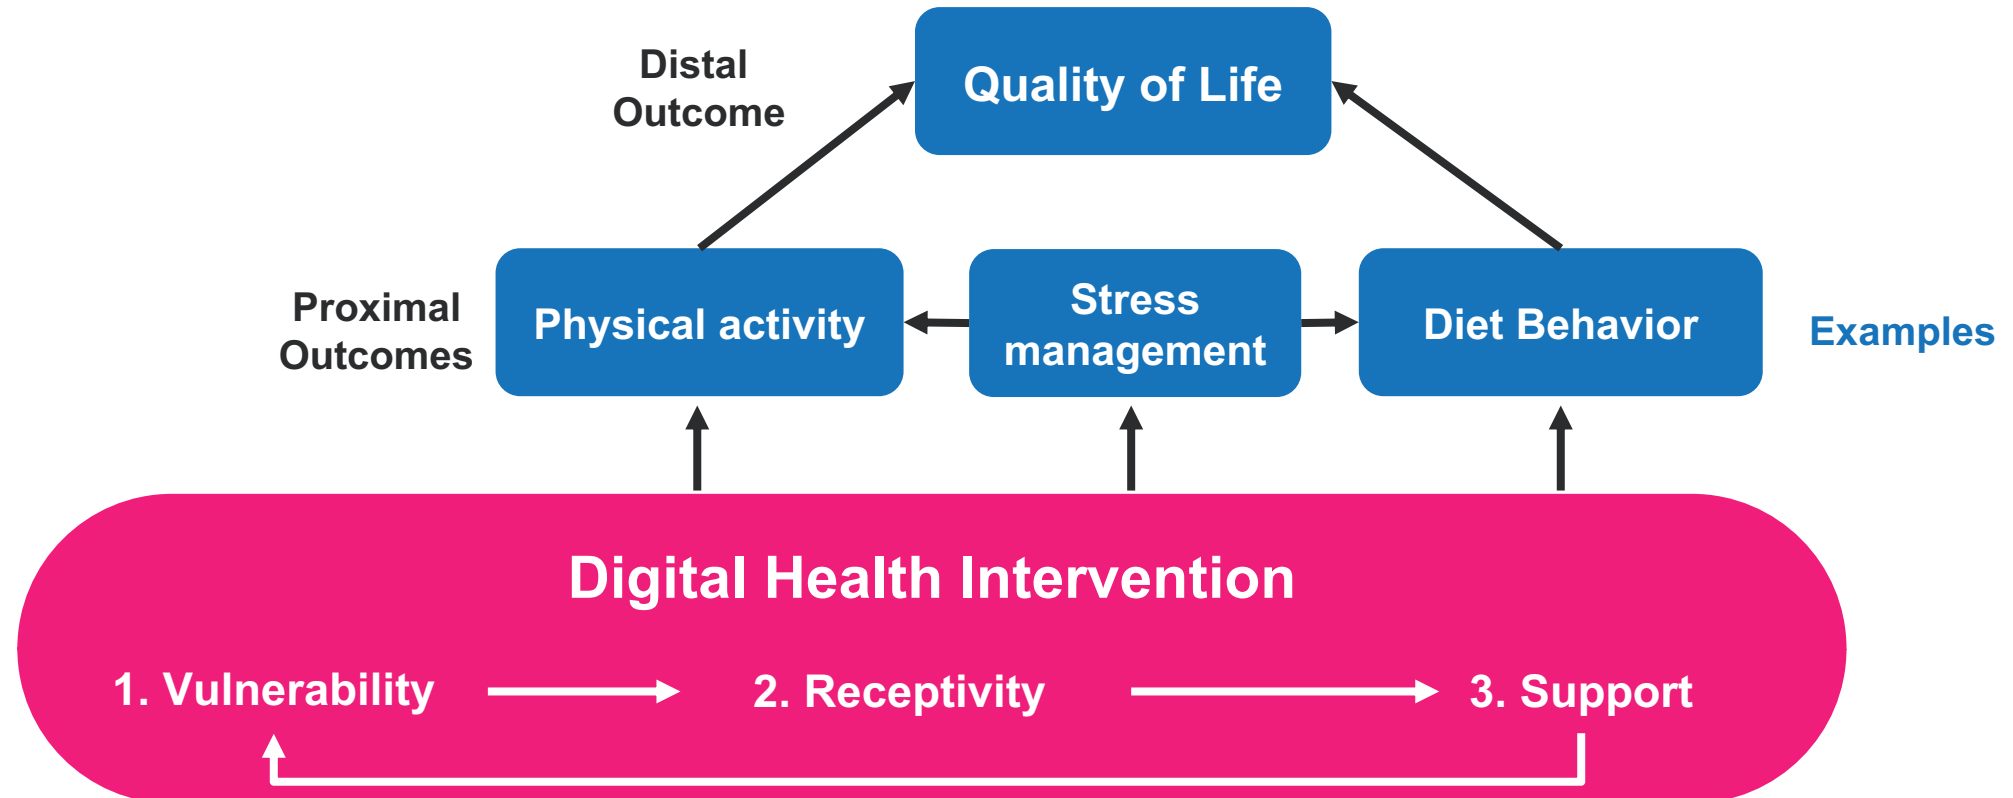 Distal
Outcome
Quality of Life
Proximal
Outcomes
Physical activity
Stress
management
Diet Behavior
Examples
Digital Health Intervention
1. Vulnerability
2. Receptivity
3. Support